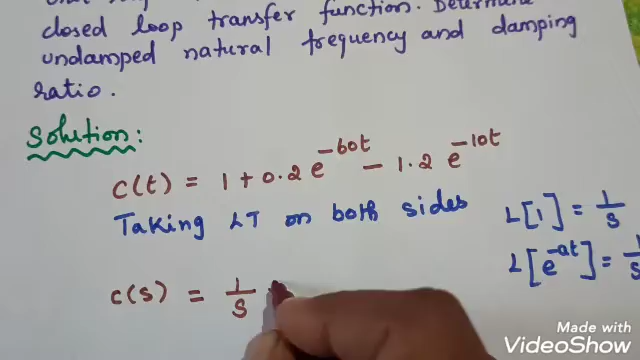 closed loop transfer function. Determine
undamped natural frequency and damping
ratio.
Solution:
c(t) = 1 + 0.2 e^{-60t} - 1.2 e^{-10t}
Taking LT on both sides
L[1] = 1/S
L[e^{-at}] = 1/S
C(S) = 1/S
Made with
VideoShow